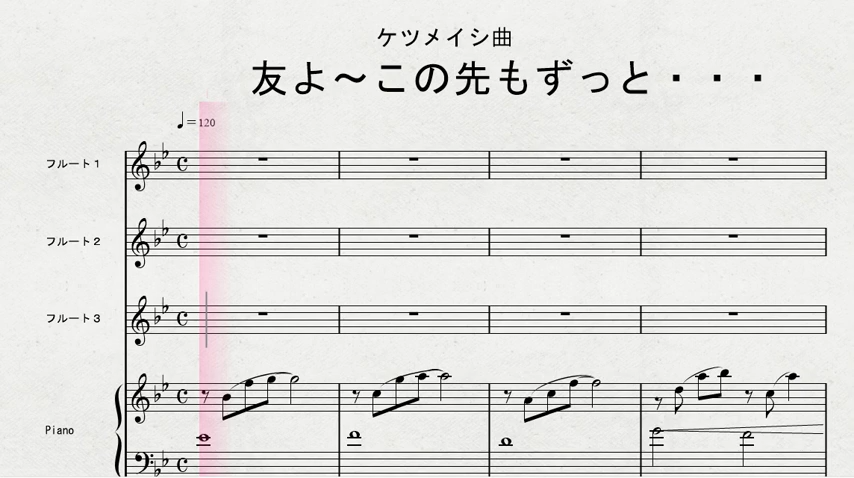 ケツメイシ曲
友よ～この先もずっと・・・
♩=120
フルート１
フルート２
フルート３
Piano